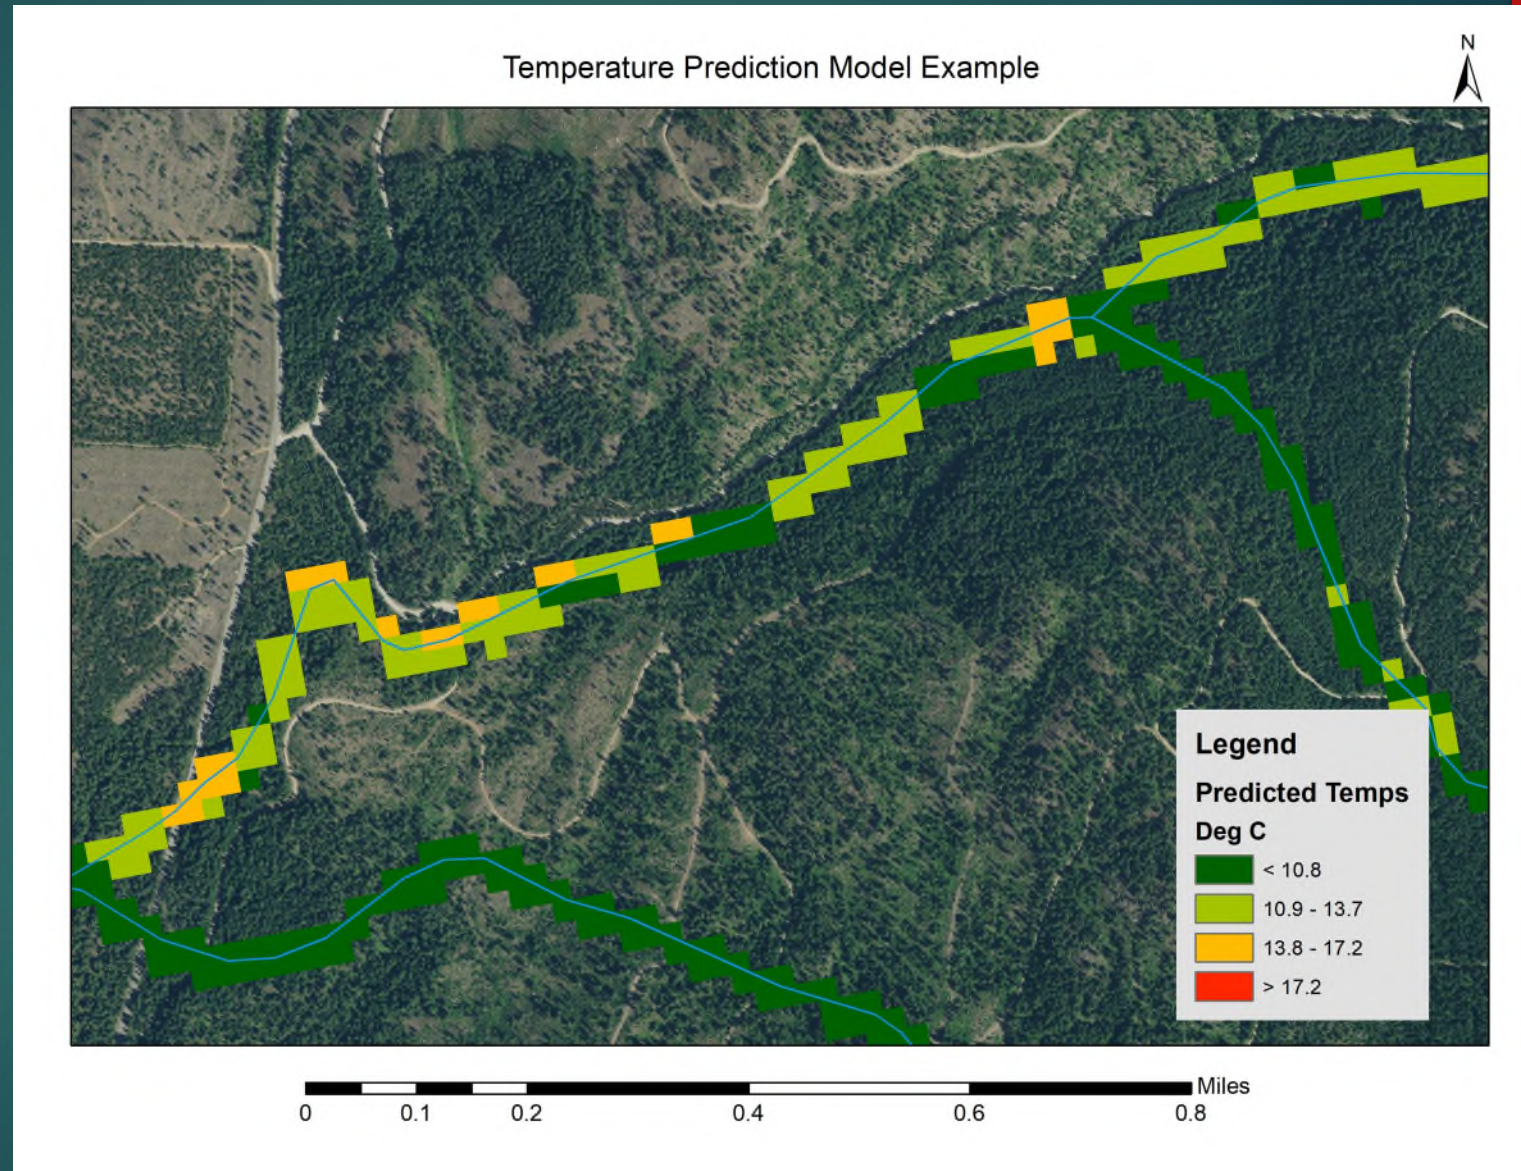 Temperature Prediction Model Example
N
Legend
Predicted Temps
Deg C
< 10.8
10.9 - 13.7
13.8 - 17.2
> 17.2
Miles
0 0.1 0.2 0.4 0.6 0.8